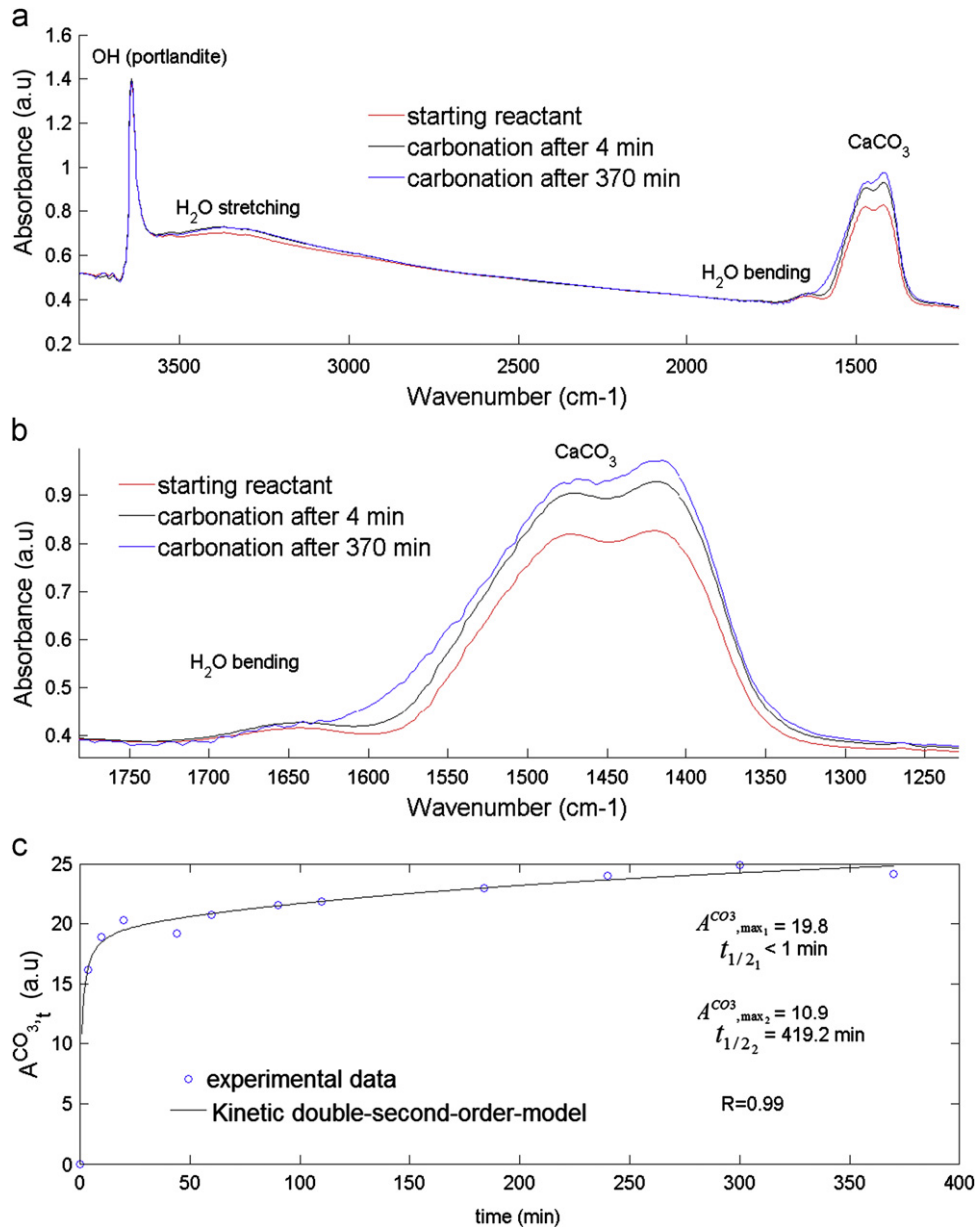 a
OH (portlandite)
H2O stretching
starting reactant
carbonation after 4 min
carbonation after 370 min
CaCO3
H2O bending
Absorbance (a.u)
1.6
1.4
1.2
1
0.8
0.6
0.4
0.2
3500 3000 2500 2000 1500
Wavenumber (cm-1)
b
CaCO3
starting reactant
carbonation after 4 min
carbonation after 370 min
H2O bending
Absorbance (a.u)
0.9
0.8
0.7
0.6
0.5
0.4
1750 1700 1650 1600 1550 1500 1450 1400 1350 1300 1250
Wavenumber (cm-1)
c
A^CO3,t (a.u)
25
20
15
10
5
0
A^CO3,max1 = 19.8
t1/21 < 1 min
A^CO3,max2 = 10.9
t1/22 = 419.2 min
experimental data
Kinetic double-second-order-model
R=0.99
0 50 100 150 200 250 300 350 400
time (min)